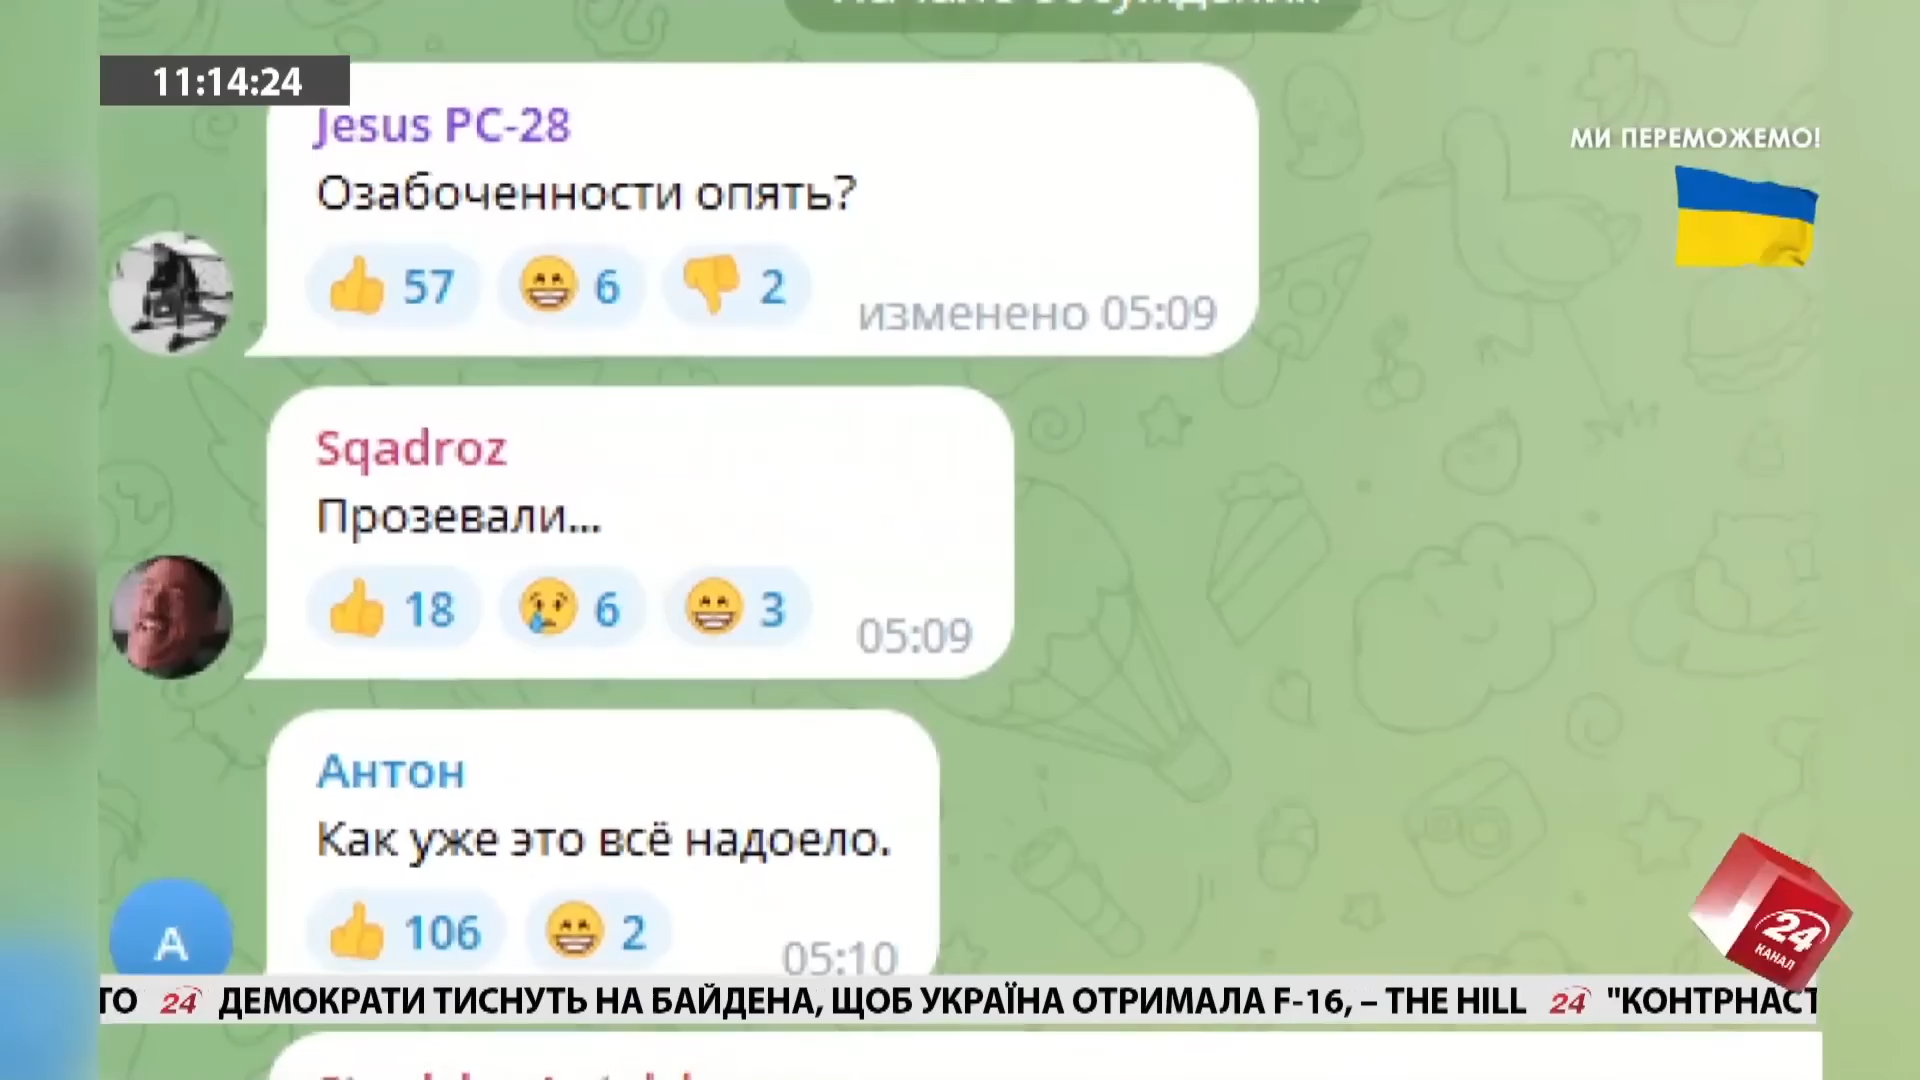 11:14:24
МИ ПЕРЕМОЖЕМО!
Jesus PC-28
Озабоченности опять?
57 6 2
изменено 05:09
Sqadroz
Прозевали...
18 6 3
05:09
Антон
Как уже это всё надоело.
A
106 2
05:10
24
КАНАЛ
ТО 24 ДЕМОКРАТИ ТИСНУТЬ НА БАЙДЕНА, ЩОБ УКРАЇНА ОТРИМАЛА F-16, – THE HILL 24 "КОНТРНАСТ